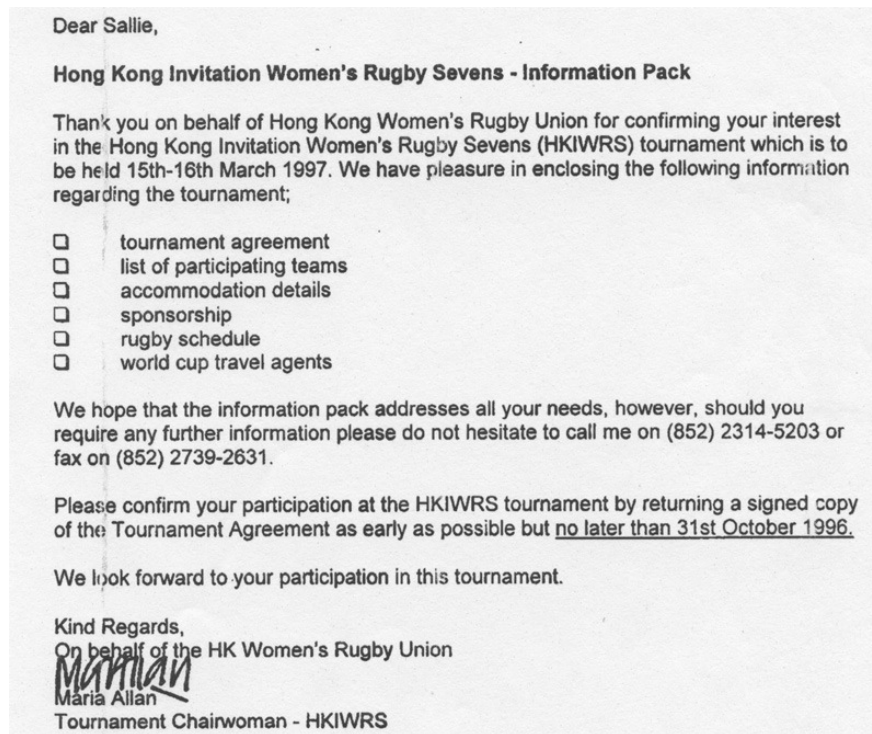 Dear Sallie,
Hong Kong Invitation Women's Rugby Sevens - Information Pack
Thank you on behalf of Hong Kong Women's Rugby Union for confirming your interest
in the Hong Kong Invitation Women's Rugby Sevens (HKIWRS) tournament which is to
be held 15th-16th March 1997. We have pleasure in enclosing the following information
regarding the tournament;
❑ tournament agreement
❑ list of participating teams
❑ accommodation details
❑ sponsorship
❑ rugby schedule
❑ world cup travel agents
We hope that the information pack addresses all your needs, however, should you
require any further information please do not hesitate to call me on (852) 2314-5203 or
fax on (852) 2739-2631.
Please confirm your participation at the HKIWRS tournament by returning a signed copy
of the Tournament Agreement as early as possible but no later than 31st October 1996.
We look forward to your participation in this tournament.
Kind Regards,
On behalf of the HK Women's Rugby Union
Maria Allan
Tournament Chairwoman - HKIWRS